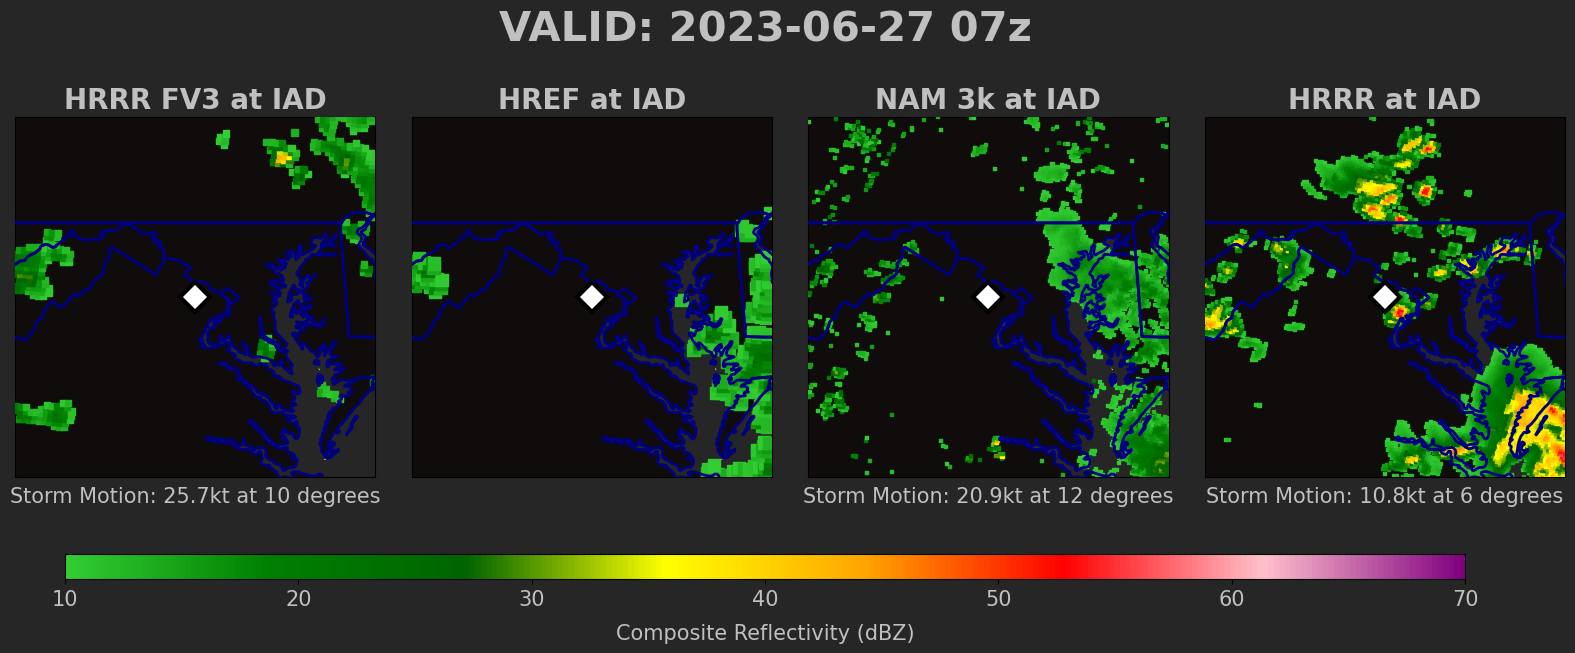 VALID: 2023-06-27 07z
HRRR FV3 at IAD
HREF at IAD
NAM 3k at IAD
HRRR at IAD
Storm Motion: 25.7kt at 10 degrees
Storm Motion: 20.9kt at 12 degrees
Storm Motion: 10.8kt at 6 degrees
10 20 30 40 50 60 70
Composite Reflectivity (dBZ)